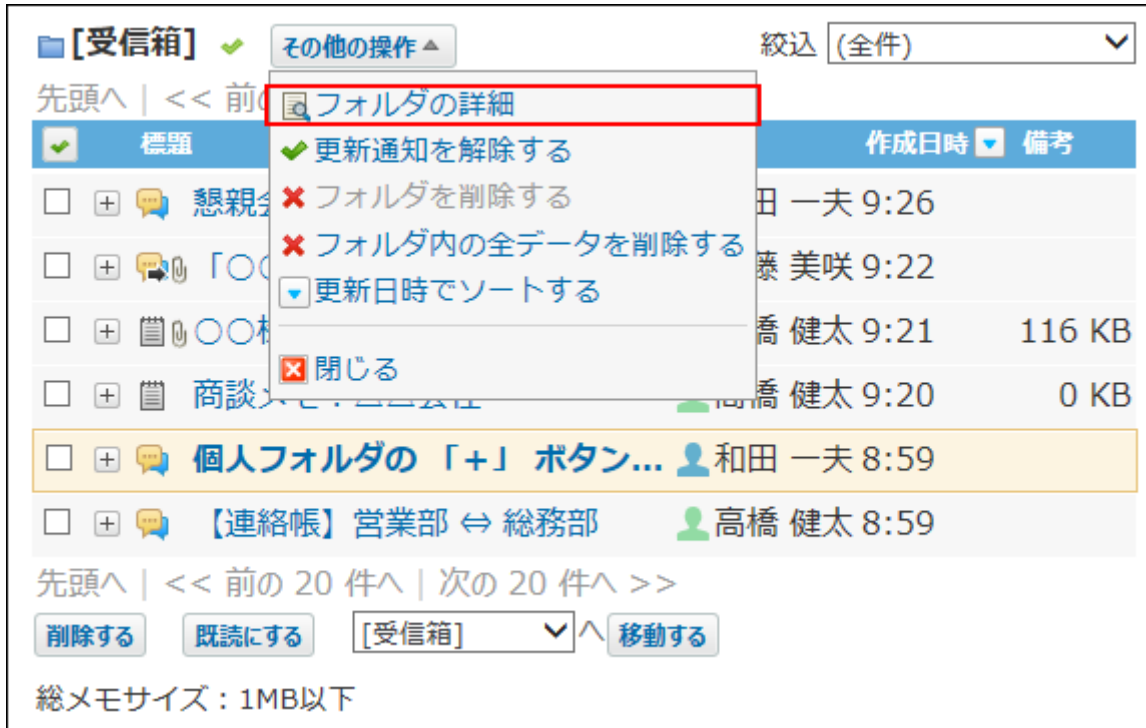 [受信箱] その他の操作 絞込 (全件)
先頭へ | << 前の
フォルダの詳細
標題 作成日時 備考
更新通知を解除する
懇親会 田 一夫 9:26
フォルダを削除する
フォルダ内の全データを削除する
「○○ 藤 美咲 9:22
更新日時でソートする
○○様 橋 健太 9:21 116 KB
閉じる
商談メモ:△△会社 高橋 健太 9:20 0 KB
個人フォルダの 「+」 ボタン... 和田 一夫 8:59
【連絡帳】営業部 ⇔ 総務部 高橋 健太 8:59
先頭へ | << 前の 20 件へ | 次の 20 件へ >>
削除する 既読にする [受信箱] へ 移動する
総メモサイズ:1MB以下